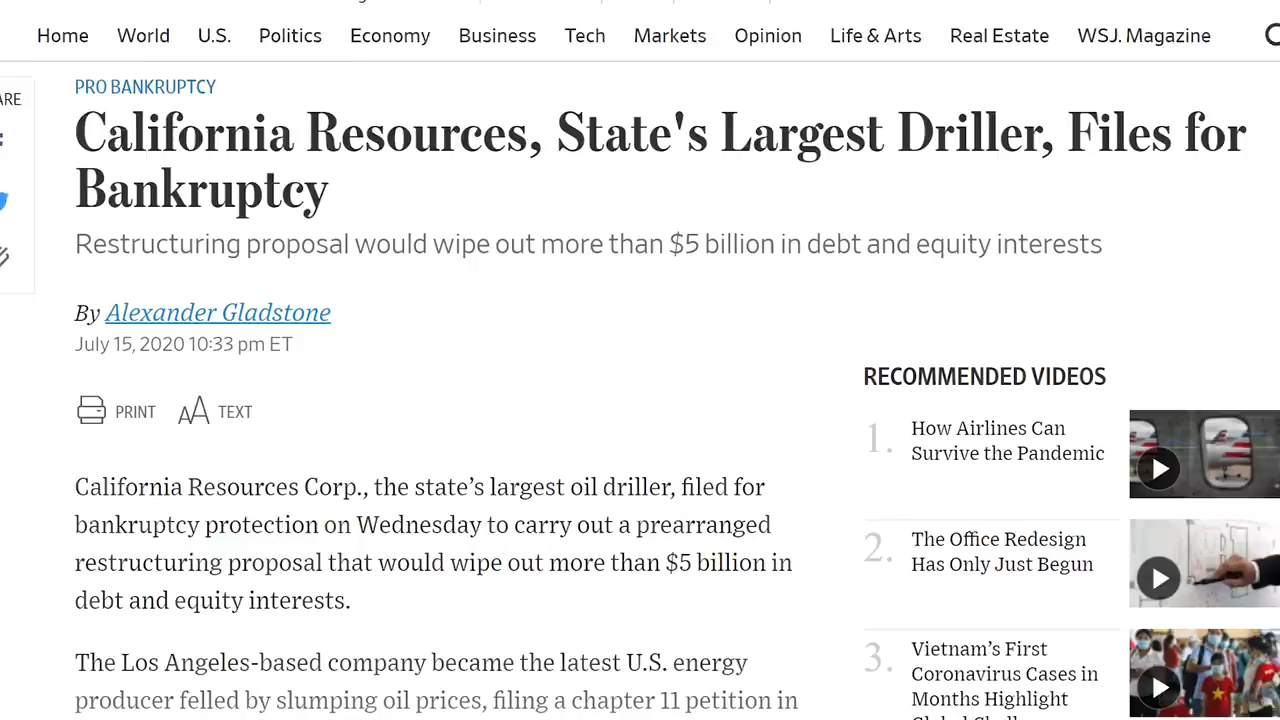 Home World U.S. Politics Economy Business Tech Markets Opinion Life & Arts Real Estate WSJ. Magazine
ARE
PRO BANKRUPTCY
California Resources, State's Largest Driller, Files for
Bankruptcy
Restructuring proposal would wipe out more than $5 billion in debt and equity interests
By Alexander Gladstone
July 15, 2020 10:33 pm ET
PRINT AA TEXT
California Resources Corp., the state’s largest oil driller, filed for
bankruptcy protection on Wednesday to carry out a prearranged
restructuring proposal that would wipe out more than $5 billion in
debt and equity interests.
The Los Angeles-based company became the latest U.S. energy
producer felled by slumping oil prices, filing a chapter 11 petition in
RECOMMENDED VIDEOS
1. How Airlines Can
Survive the Pandemic
2. The Office Redesign
Has Only Just Begun
3. Vietnam’s First
Coronavirus Cases in
Months Highlight